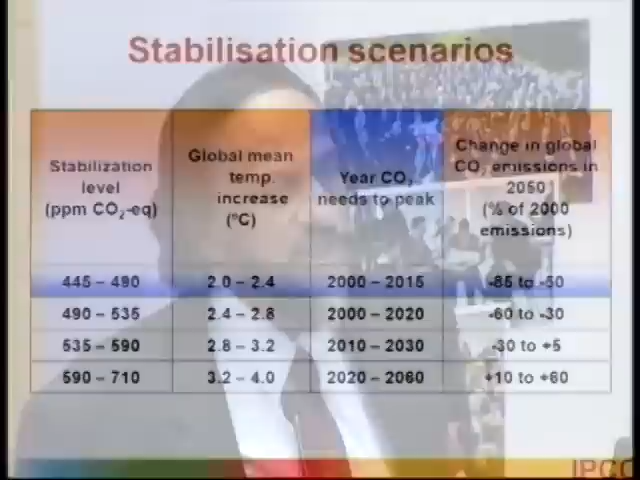 Stabilisation scenarios
Stabilization
level
(ppm CO₂-eq)
Global mean
temp.
increase
(ºC)
Year CO₂
needs to peak
Change in global
CO₂ emissions in
2050
(% of 2000
emissions)
445 – 490
2.0 – 2.4
2000 – 2015
-85 to -50
490 – 535
2.4 – 2.8
2000 – 2020
-60 to -30
535 – 590
2.8 – 3.2
2010 – 2030
-30 to +5
590 – 710
3.2 – 4.0
2020 – 2060
+10 to +60
IPCC